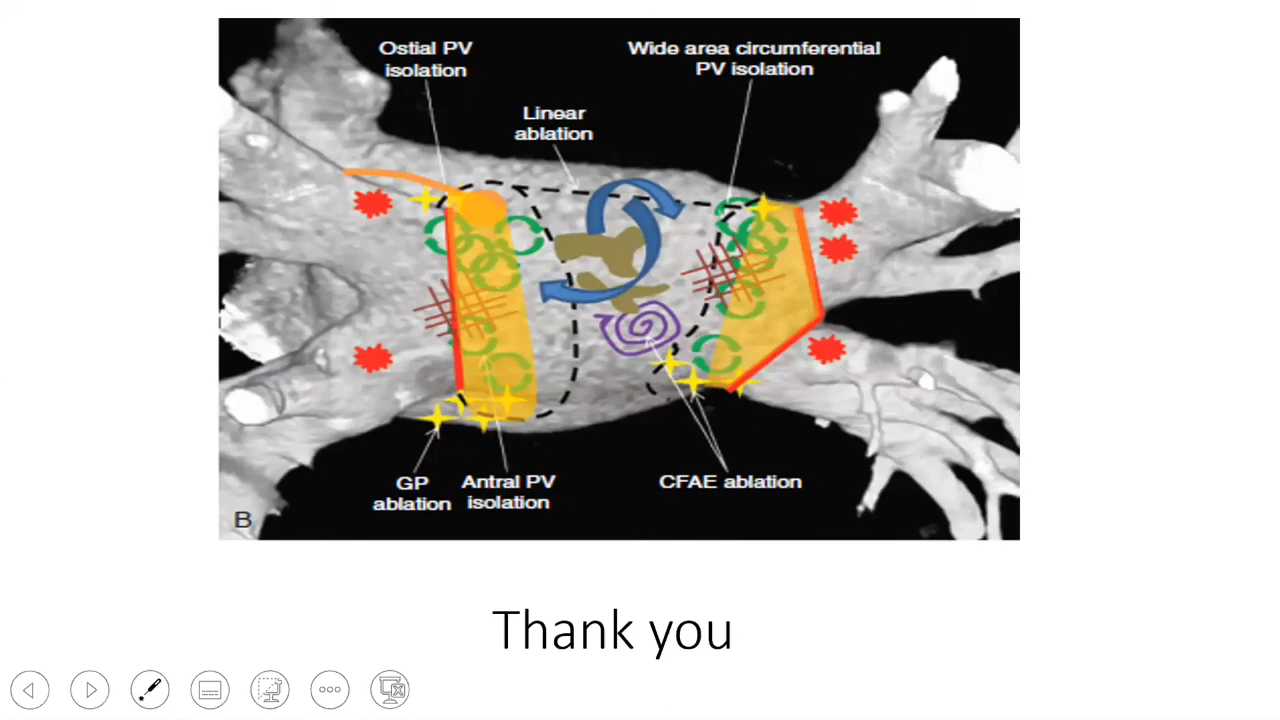 Ostial PV
isolation
Wide area circumferential
PV isolation
Linear
ablation
GP
ablation
Antral PV
isolation
CFAE ablation
B
Thank you